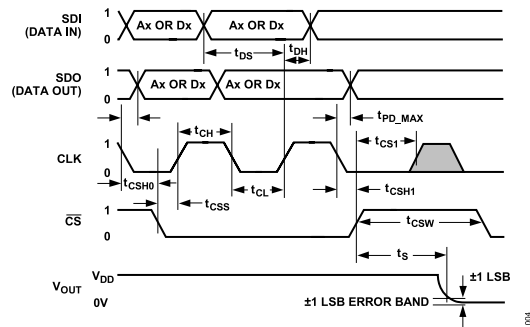 SDI
(DATA IN)
1
0
Ax OR Dx
Ax OR Dx
tDS
tDH
SDO
(DATA OUT)
1
0
Ax OR Dx
Ax OR Dx
tPD_MAX
tCH
tCS1
CLK
1
0
tCSH0
tCSS
tCL
tCSH1
CS
1
0
tCSW
tS
VOUT
VDD
0V
±1 LSB
±1 LSB ERROR BAND
004